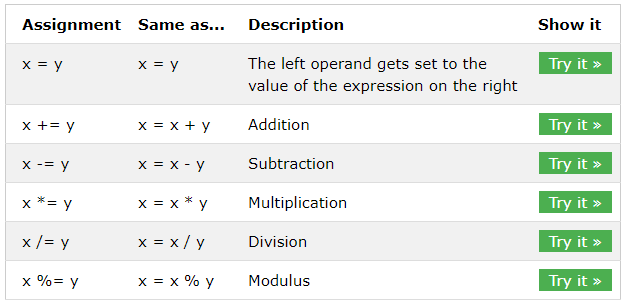 Assignment Same as... Description Show it
x = y x = y The left operand gets set to the Try it »
value of the expression on the right
x += y x = x + y Addition Try it »
x -= y x = x - y Subtraction Try it »
x *= y x = x * y Multiplication Try it »
x /= y x = x / y Division Try it »
x %= y x = x % y Modulus Try it »